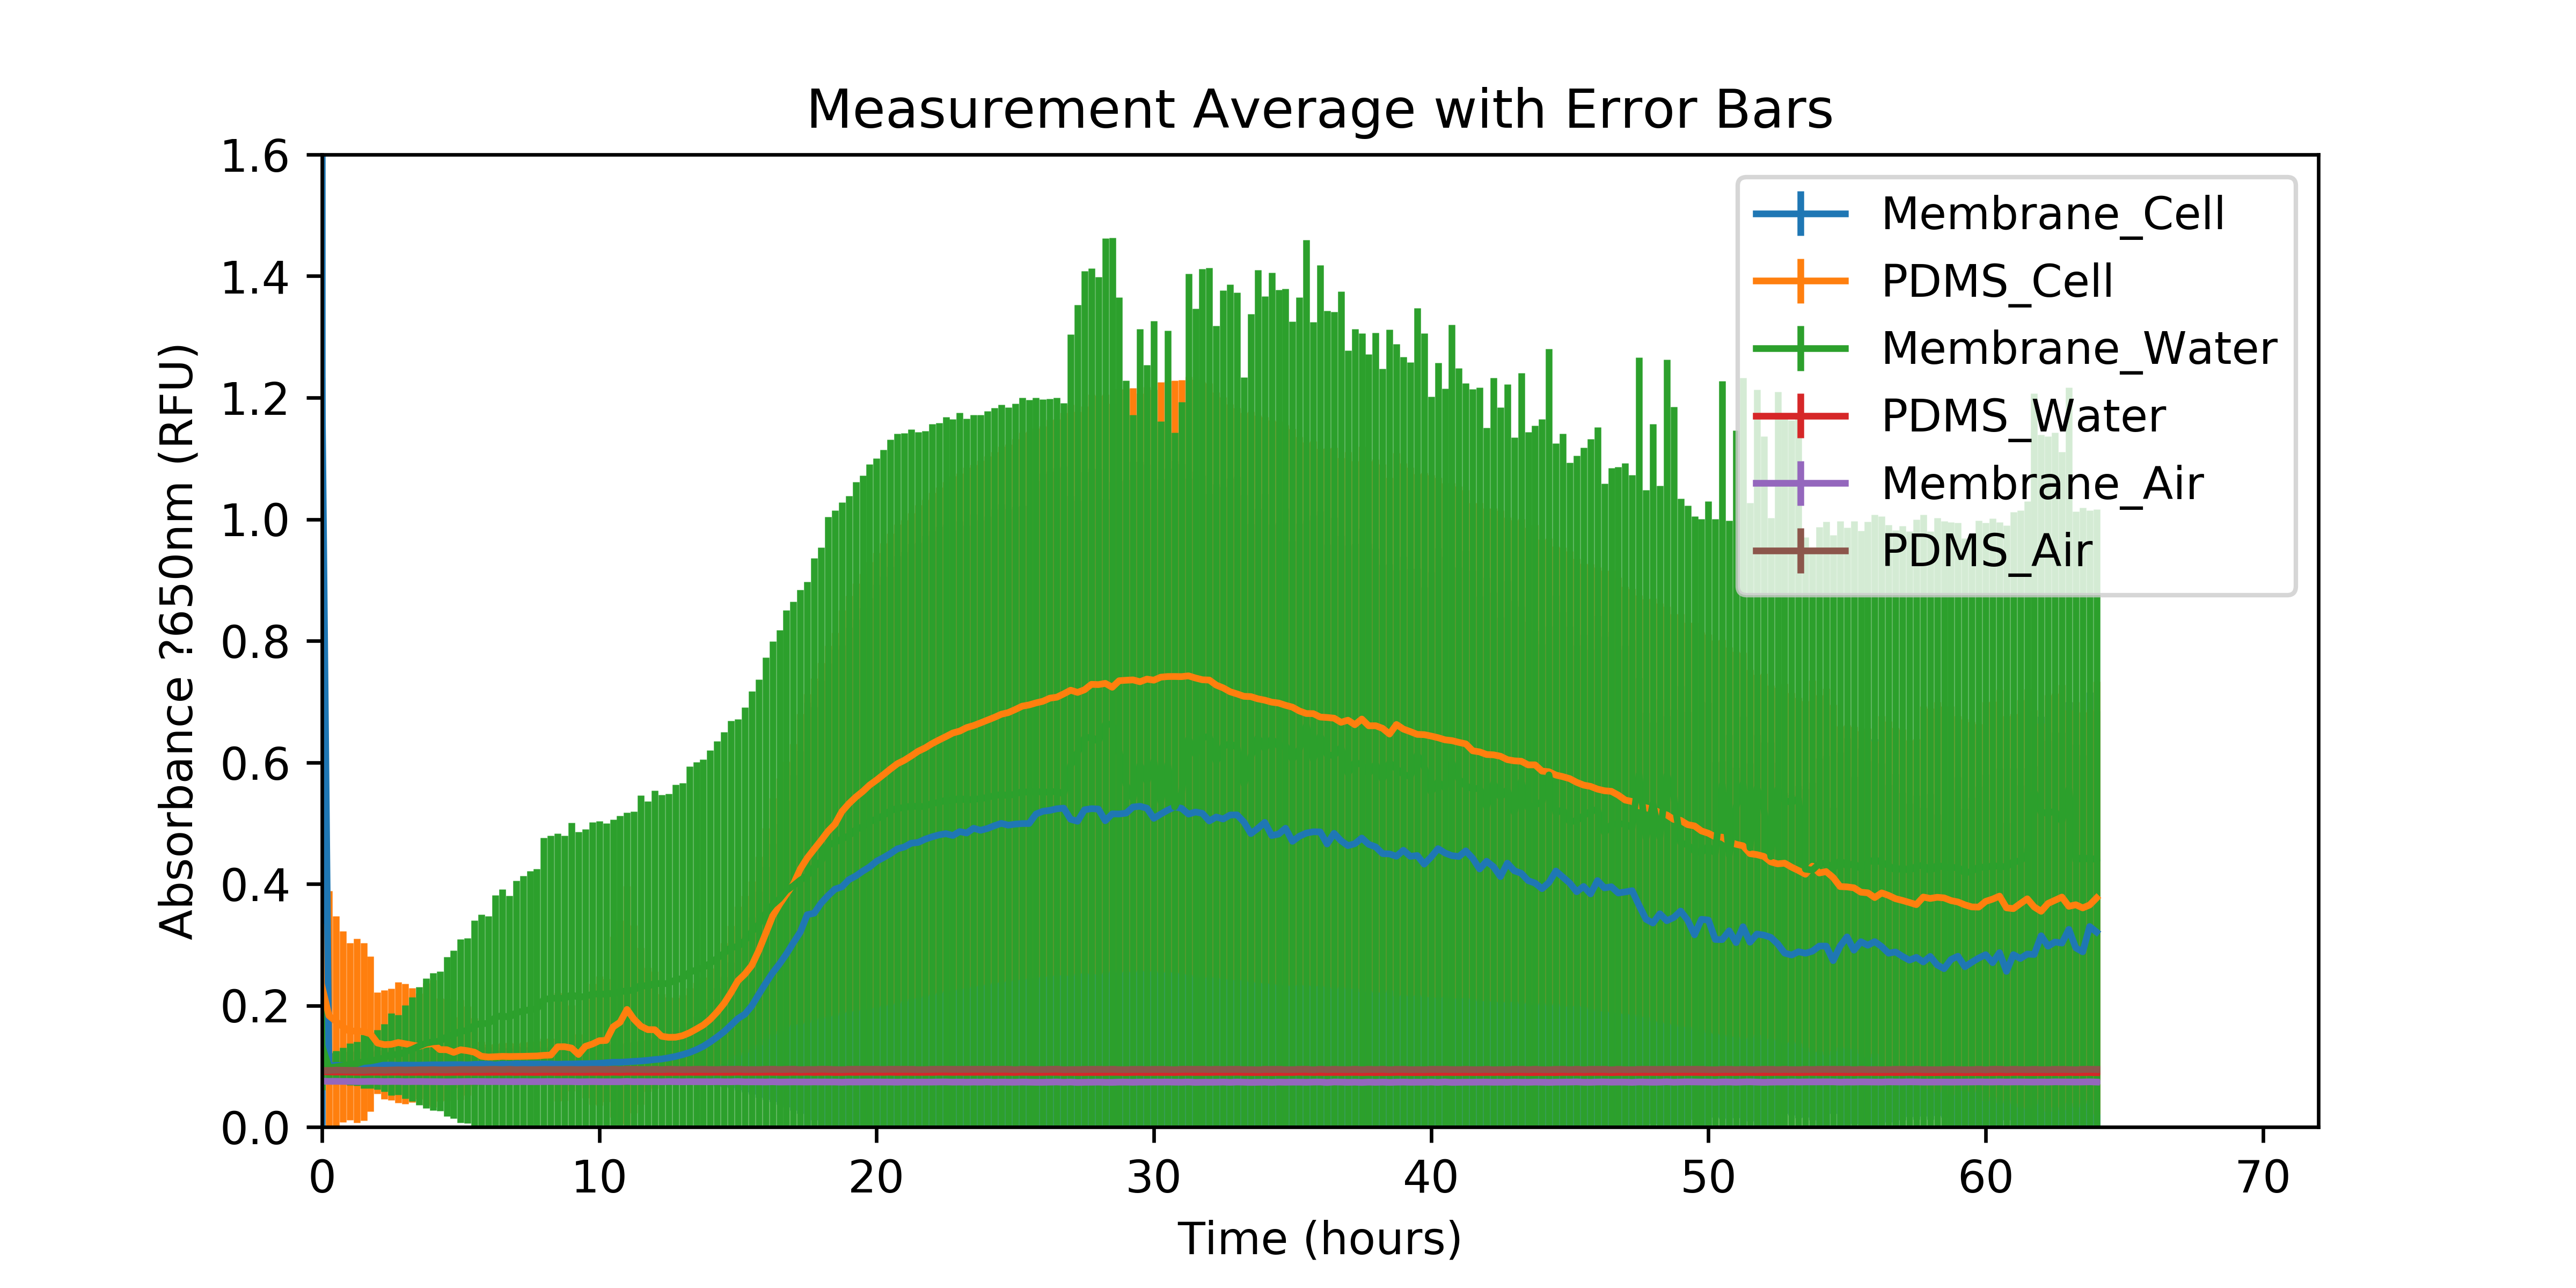 Measurement Average with Error Bars
1.6
1.4
1.2
1.0
0.8
0.6
0.4
0.2
0.0
Absorbance ?650nm (RFU)
Membrane_Cell
PDMS_Cell
Membrane_Water
PDMS_Water
Membrane_Air
PDMS_Air
0 10 20 30 40 50 60 70
Time (hours)